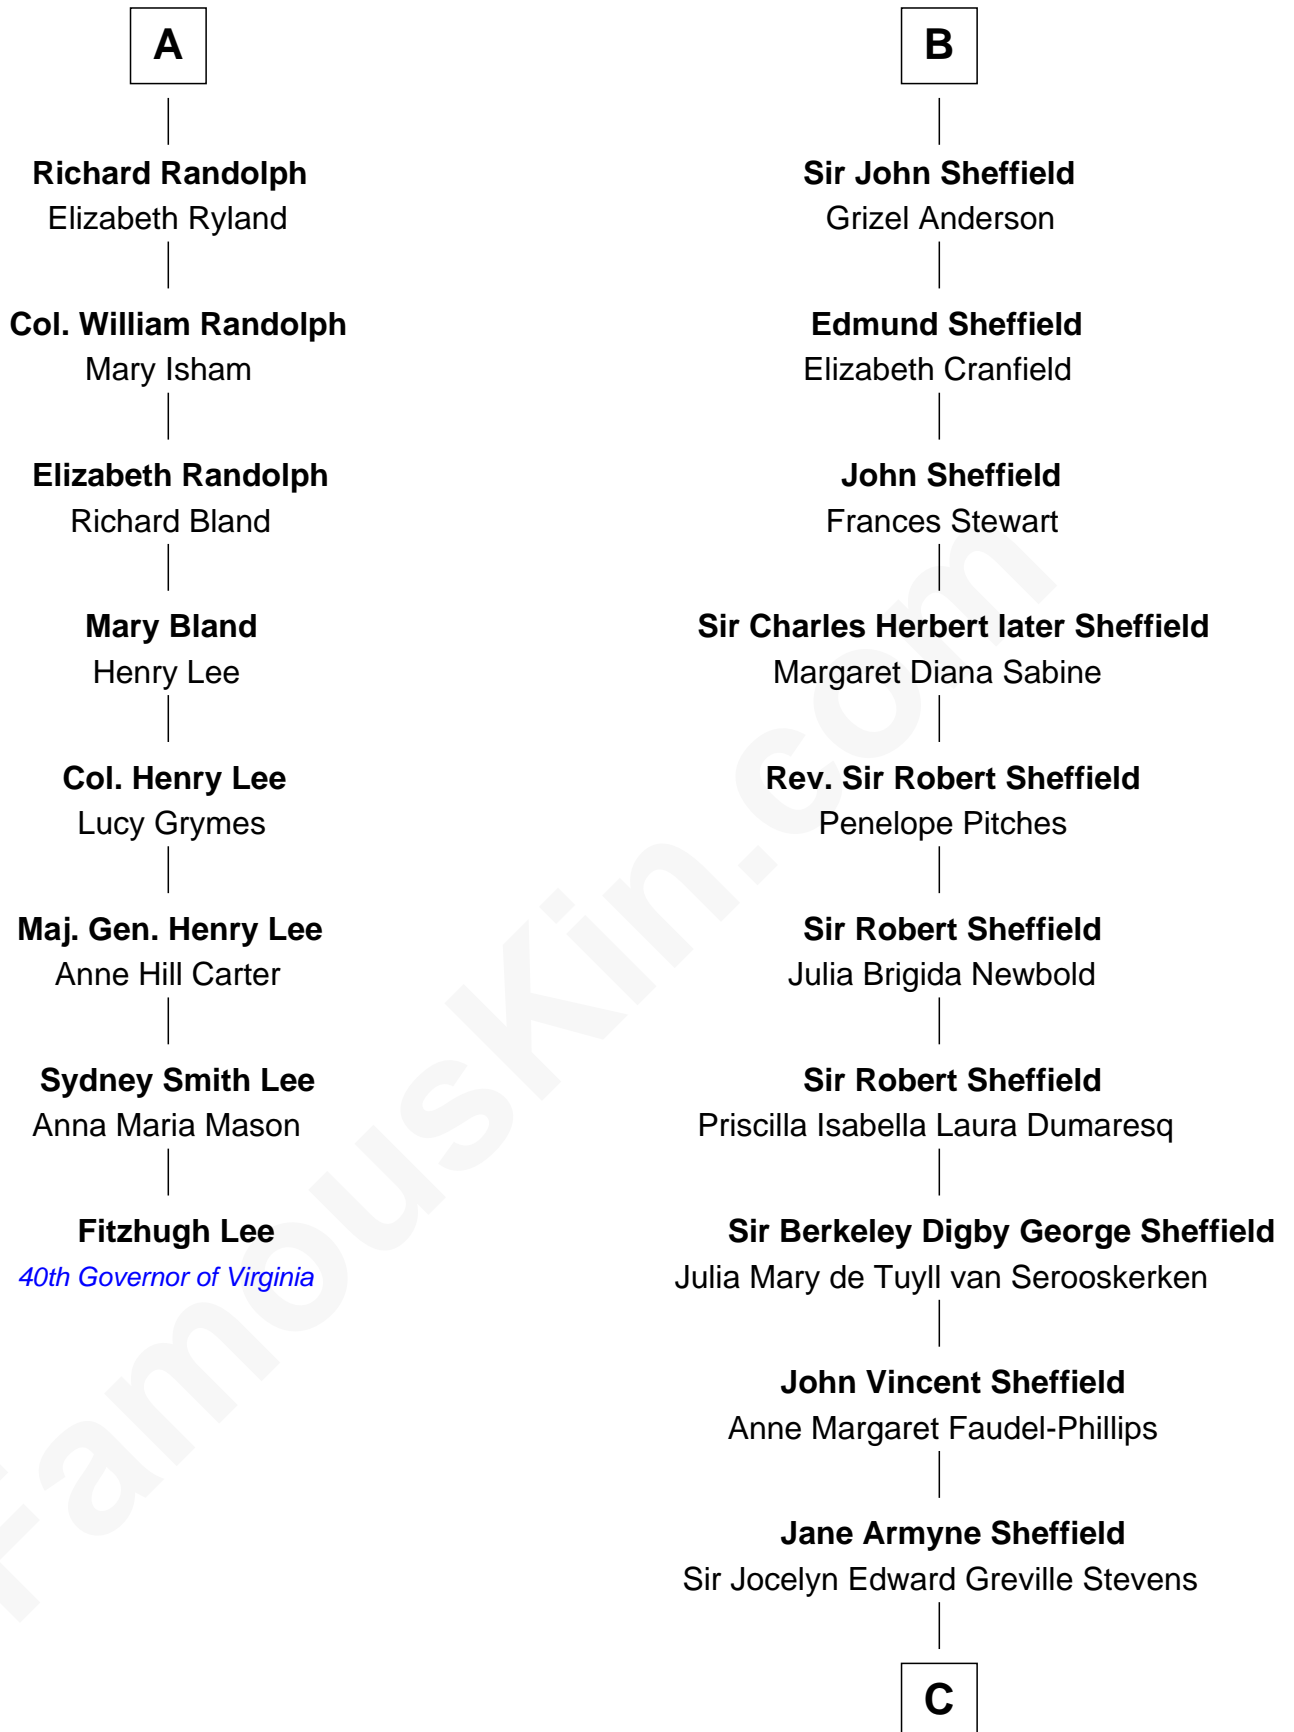 A
Richard Randolph
Elizabeth Ryland
Col. William Randolph
Mary Isham
Elizabeth Randolph
Richard Bland
Mary Bland
Henry Lee
Col. Henry Lee
Lucy Grymes
Maj. Gen. Henry Lee
Anne Hill Carter
Sydney Smith Lee
Anna Maria Mason
Fitzhugh Lee
40th Governor of Virginia
B
Sir John Sheffield
Grizel Anderson
Edmund Sheffield
Elizabeth Cranfield
John Sheffield
Frances Stewart
Sir Charles Herbert later Sheffield
Margaret Diana Sabine
Rev. Sir Robert Sheffield
Penelope Pitches
Sir Robert Sheffield
Julia Brigida Newbold
Sir Robert Sheffield
Priscilla Isabella Laura Dumaresq
Sir Berkeley Digby George Sheffield
Julia Mary de Tuyll van Serooskerken
John Vincent Sheffield
Anne Margaret Faudel-Phillips
Jane Armyne Sheffield
Sir Jocelyn Edward Greville Stevens
C
FamousKin.com